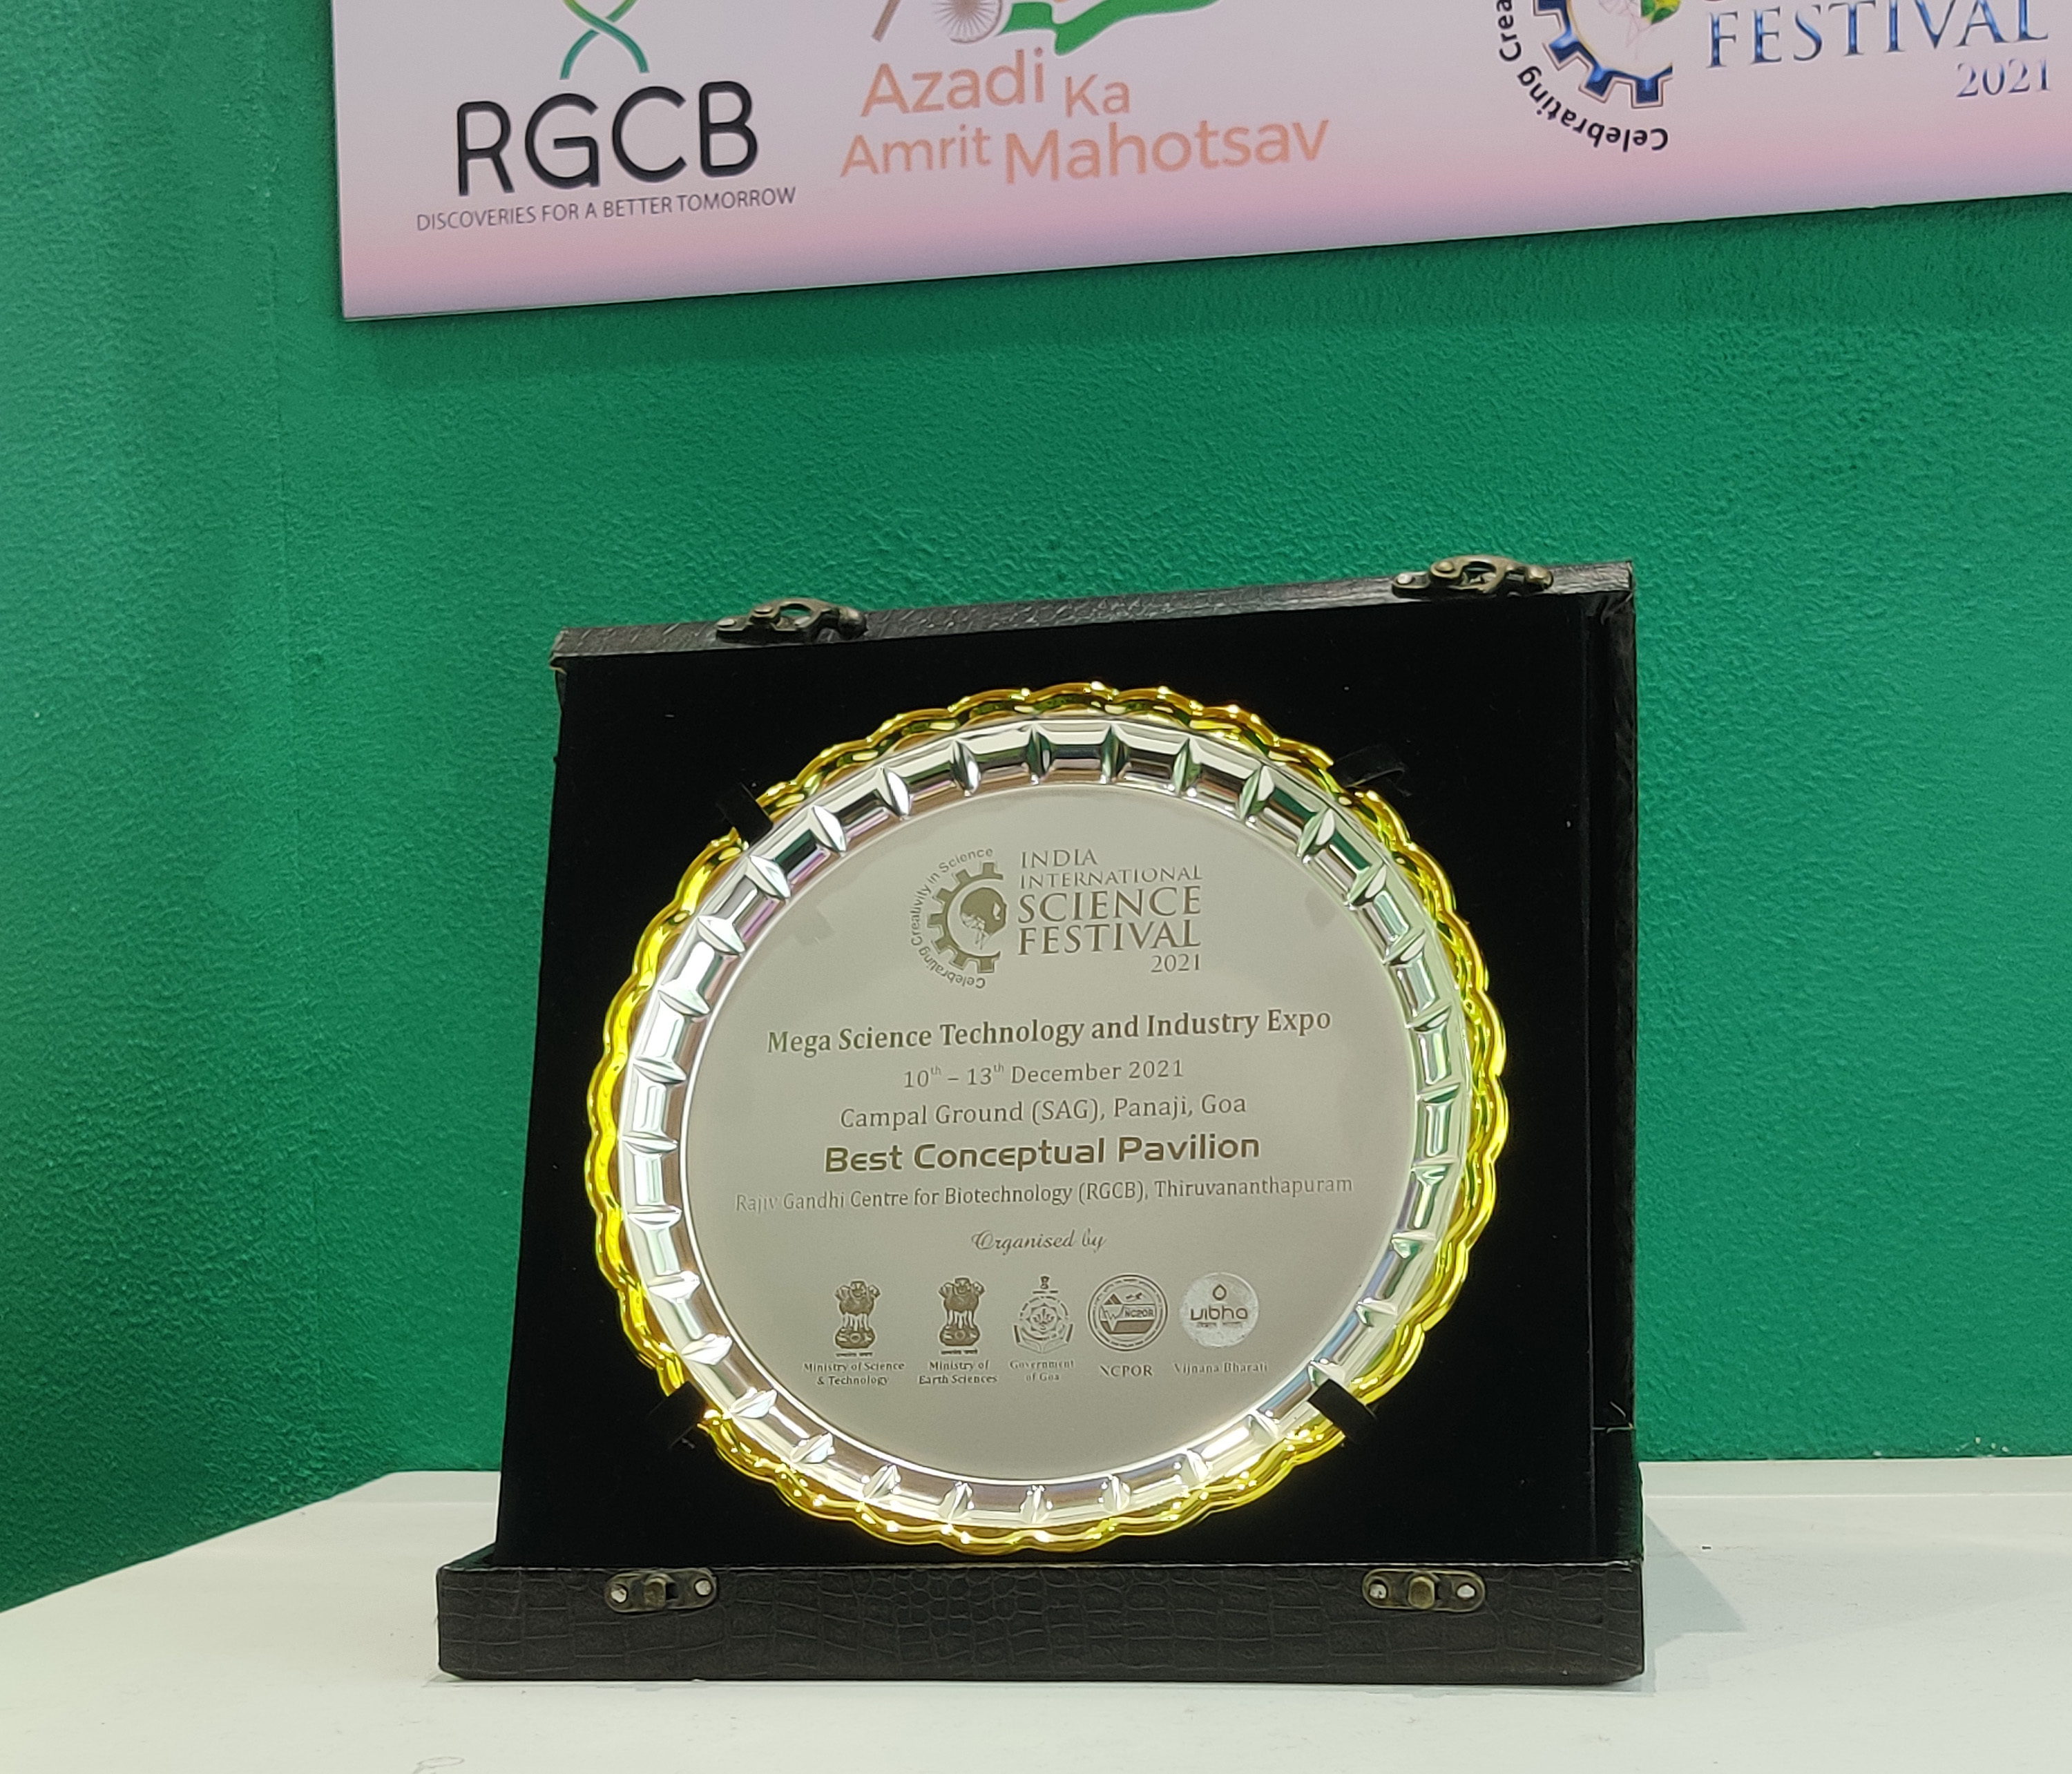 RGCB
DISCOVERIES FOR A BETTER TOMORROW
Azadi Ka
Amrit Mahotsav
Celebrating Crea
FESTIVAL
2021
Celebrating Creativity in Science
INDIA
INTERNATIONAL
SCIENCE
FESTIVAL
2021
Mega Science Technology and Industry Expo
10th – 13th December 2021
Campal Ground (SAG), Panaji, Goa
Best Conceptual Pavilion
Rajiv Gandhi Centre for Biotechnology (RGCB), Thiruvananthapuram
Organised by
NCPOR
vibha
Ministry of Science
& Technology
Ministry of
Earth Sciences
Government
of Goa
NCPOR
Vijnana Bharati